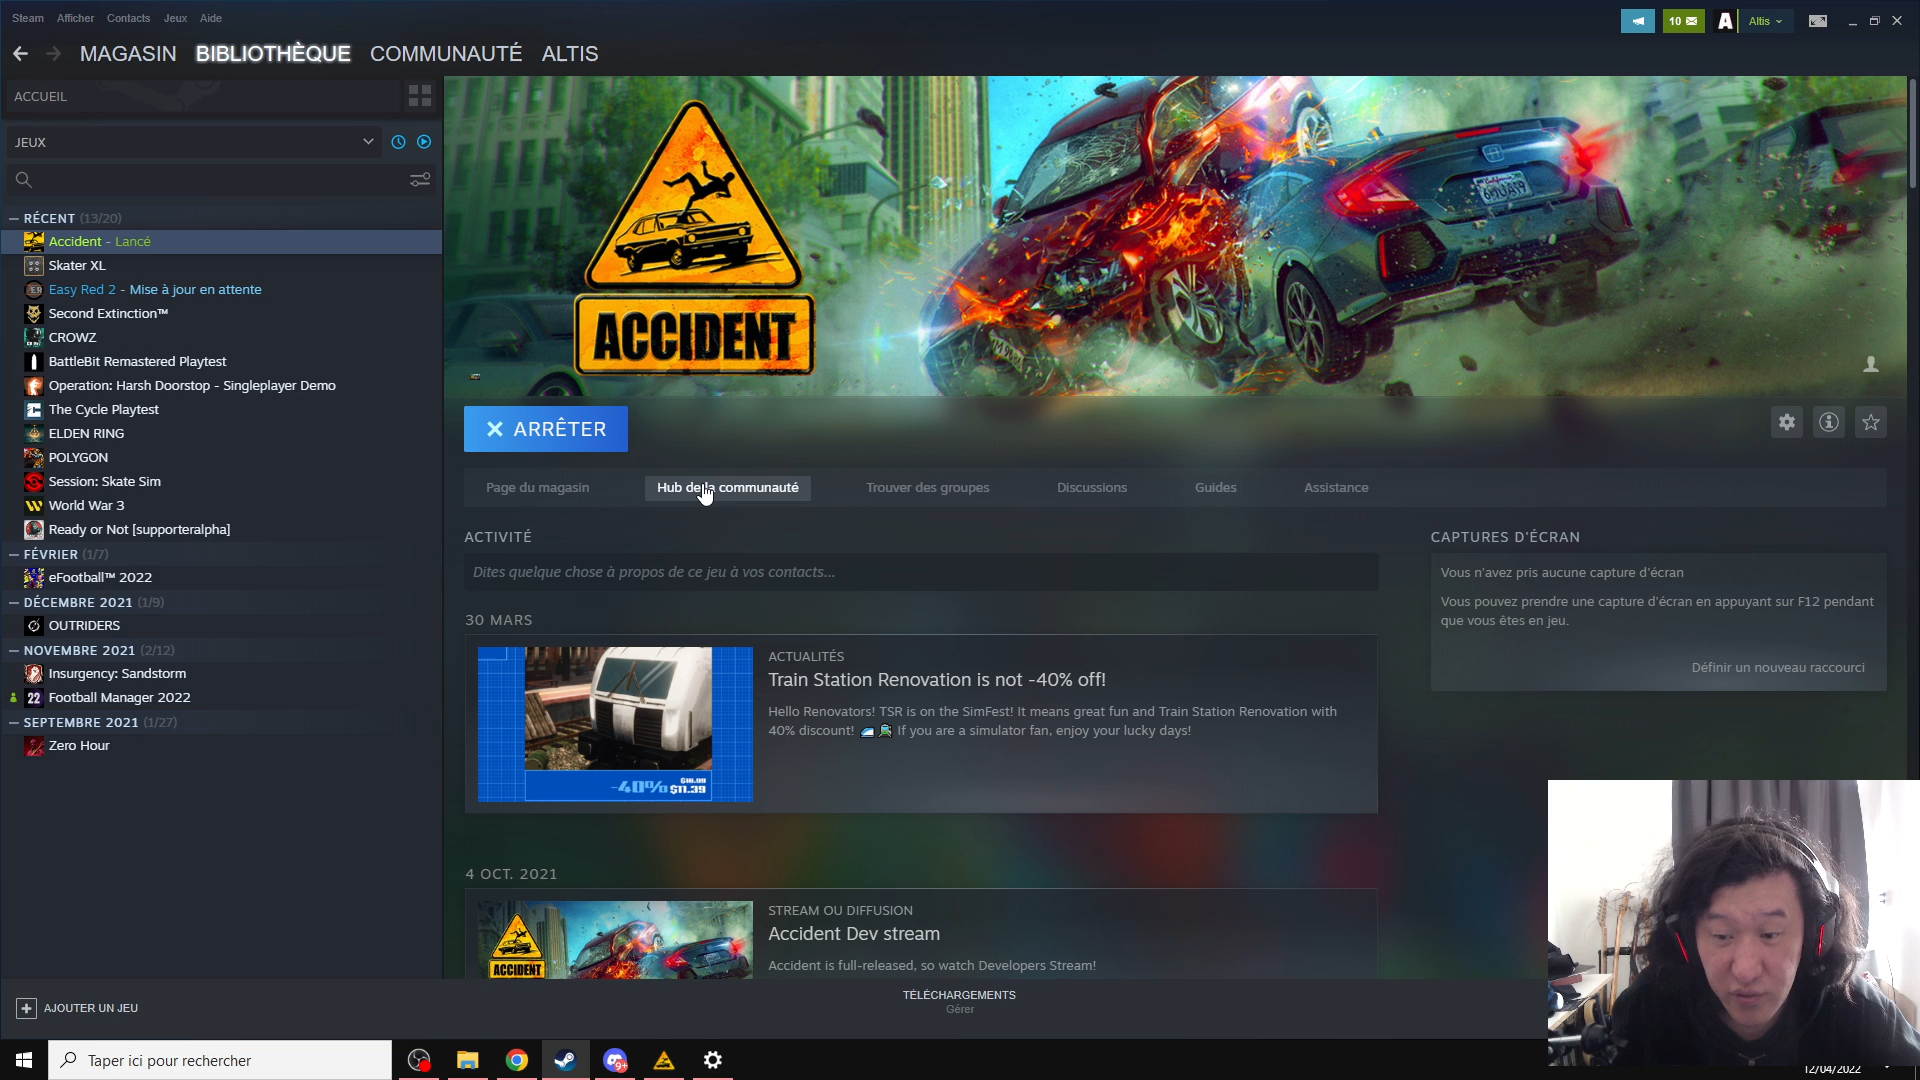 Steam Afficher Contacts Jeux Aide
10
A
Altis
MAGASIN BIBLIOTHÈQUE COMMUNAUTÉ ALTIS
ACCUEIL
JEUX
RÉCENT (13/20)
Accident - Lancé
Skater XL
Easy Red 2 - Mise à jour en attente
Second Extinction™
CROWZ
BattleBit Remastered Playtest
Operation: Harsh Doorstop - Singleplayer Demo
The Cycle Playtest
ELDEN RING
POLYGON
Session: Skate Sim
World War 3
Ready or Not [supporteralpha]
FÉVRIER (1/7)
eFootball™ 2022
DÉCEMBRE 2021 (1/9)
OUTRIDERS
NOVEMBRE 2021 (2/12)
Insurgency: Sandstorm
22 Football Manager 2022
SEPTEMBRE 2021 (1/27)
Zero Hour
AJOUTER UN JEU
ACCIDENT
ARRÊTER
Page du magasin Hub de la communauté Trouver des groupes Discussions Guides Assistance
ACTIVITÉ
Dites quelque chose à propos de ce jeu à vos contacts...
30 MARS
ACTUALITÉS
Train Station Renovation is not -40% off!
Hello Renovators! TSR is on the SimFest! It means great fun and Train Station Renovation with
40% discount! If you are a simulator fan, enjoy your lucky days!
-40% $11.39
4 OCT. 2021
STREAM OU DIFFUSION
Accident Dev stream
Accident is full-released, so watch Developers Stream!
ACCIDENT
CAPTURES D'ÉCRAN
Vous n'avez pris aucune capture d'écran
Vous pouvez prendre une capture d'écran en appuyant sur F12 pendant
que vous êtes en jeu.
Définir un nouveau raccourci
TÉLÉCHARGEMENTS
Gérer
Taper ici pour rechercher
9+
12/04/2022